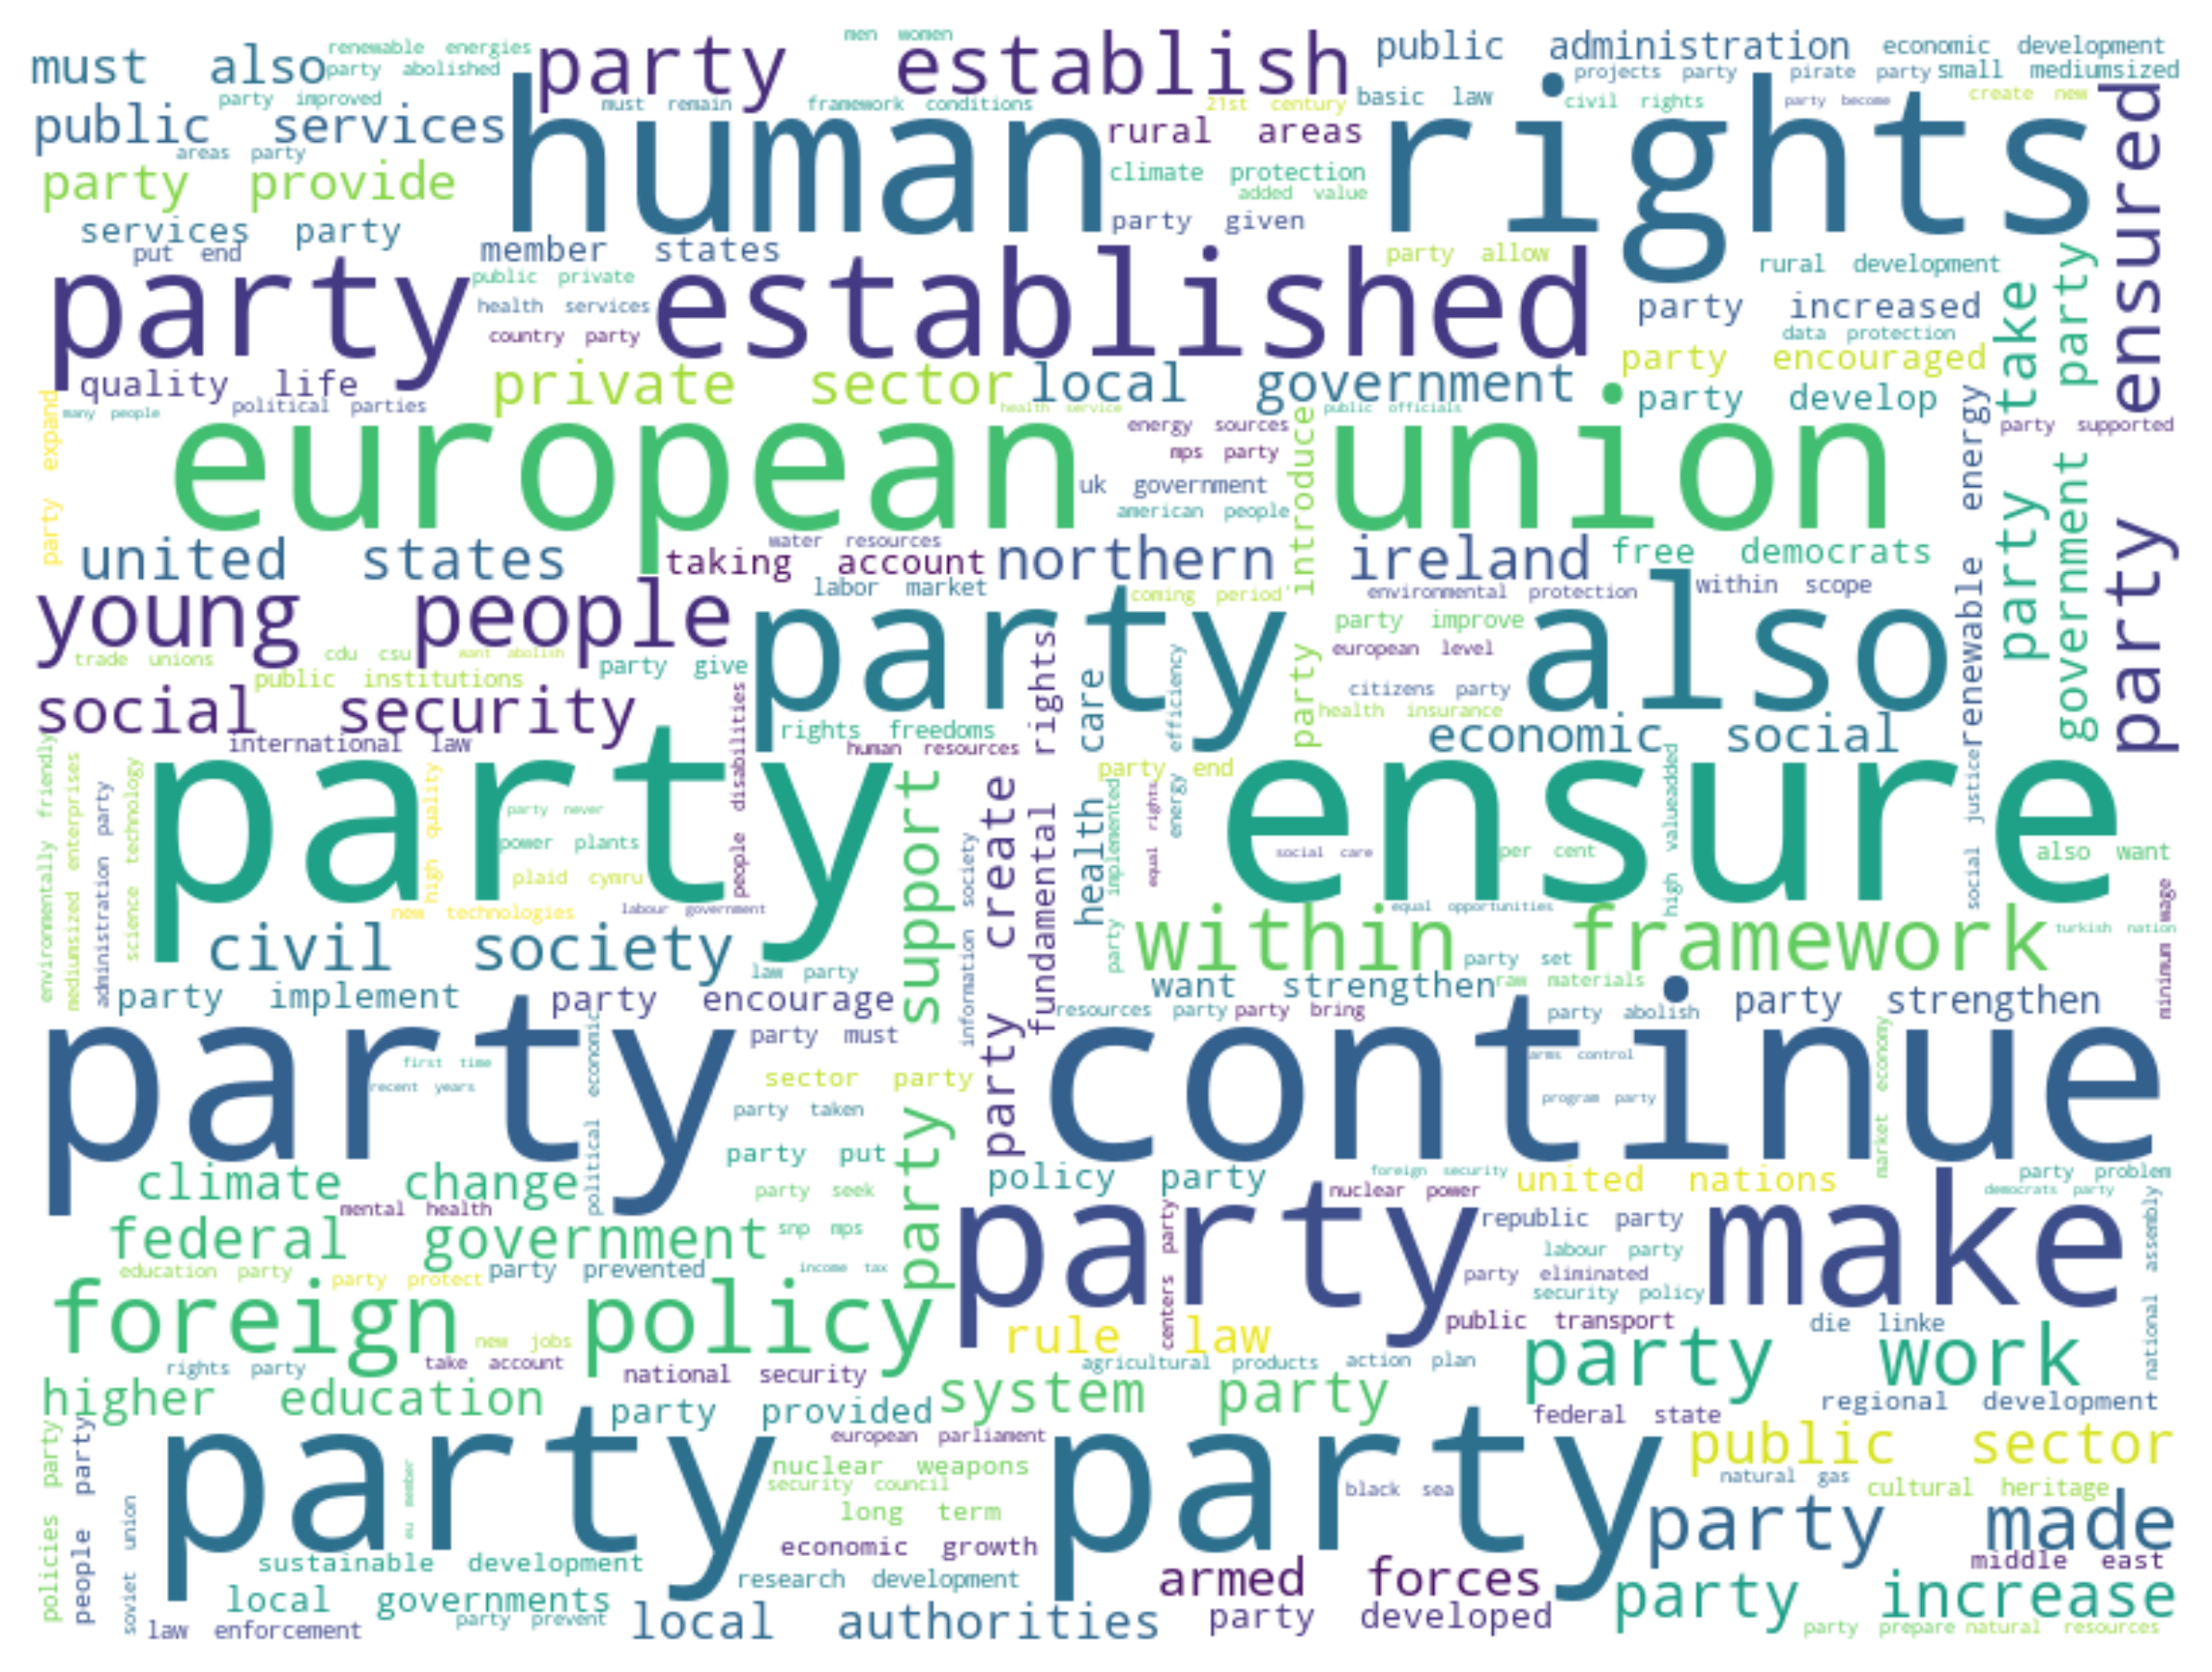 must also
renewable energies
party abolished
party establish
men women
public administration
economic development
projects party
pirate party
small mediumsized
party improved
must remain
framework conditions
21st century
basic law
civil rights
party become
create new
public services
human rights
rural areas
areas party
climate protection
added value
party provide
party given
services party
put end
member states
party allow
rural development
party ensured
party established
public private
health services
country party
party increased
data protection
party encouraged
party take
government party
quality life
many people
political parties
private sector
local government
health service
public officials
party develop
party expand
european union
energy sources
mps party
uk government
american people
party introduce
renewable energy
party supported
united states
water resources
taking account
northern ireland
free democrats
labor market
coming period
environmental protection
within scope
young people
party also
party improve
european level
trade unions
cdu csu
want abolish
public institutions
party give
citizens party
health insurance
social security
international law
rights freedoms
human resources
economic social
people disabilities
fundamental rights
health care
energy efficiency
party end
party ensure
environmentally friendly
mediumsized enterprises
administration party
science technology
high quality
party never
power plants
plaid cymru
new technologies
labour government
party support
party create
information society
party implemented
equal rights
social care
per cent
high valueadded
social justice
also want
minimum wage
equal opportunities
civil society
within framework
turkish nation
law party
party set
party implement
party encourage
want strengthen
raw materials
party strengthen
resources party
party bring
party abolish
party must
party continue
first time
recent years
political economic
sector party
party taken
arms control
program party
market economy
party put
climate change
mental health
party seek
policy party
foreign security
nuclear power
united nations
party problem
democrats party
federal government
snp mps
party make
republic party
labour party
party eliminated
security policy
national assembly
education party
party protect
party prevented
income tax
centers party
foreign policy
new jobs
rule law
public transport
die linke
rights party
take account
national security
agricultural products
action plan
party work
higher education
system party
regional development
party provided
federal state
european parliament
party party
public sector
policies party
people party
soviet union
eu member
nuclear weapons
security council
long term
black sea
natural gas
cultural heritage
economic growth
party made
sustainable development
research development
armed forces
middle east
local governments
party prevent
law enforcement
local authorities
party developed
party increase
party prepare
natural resources